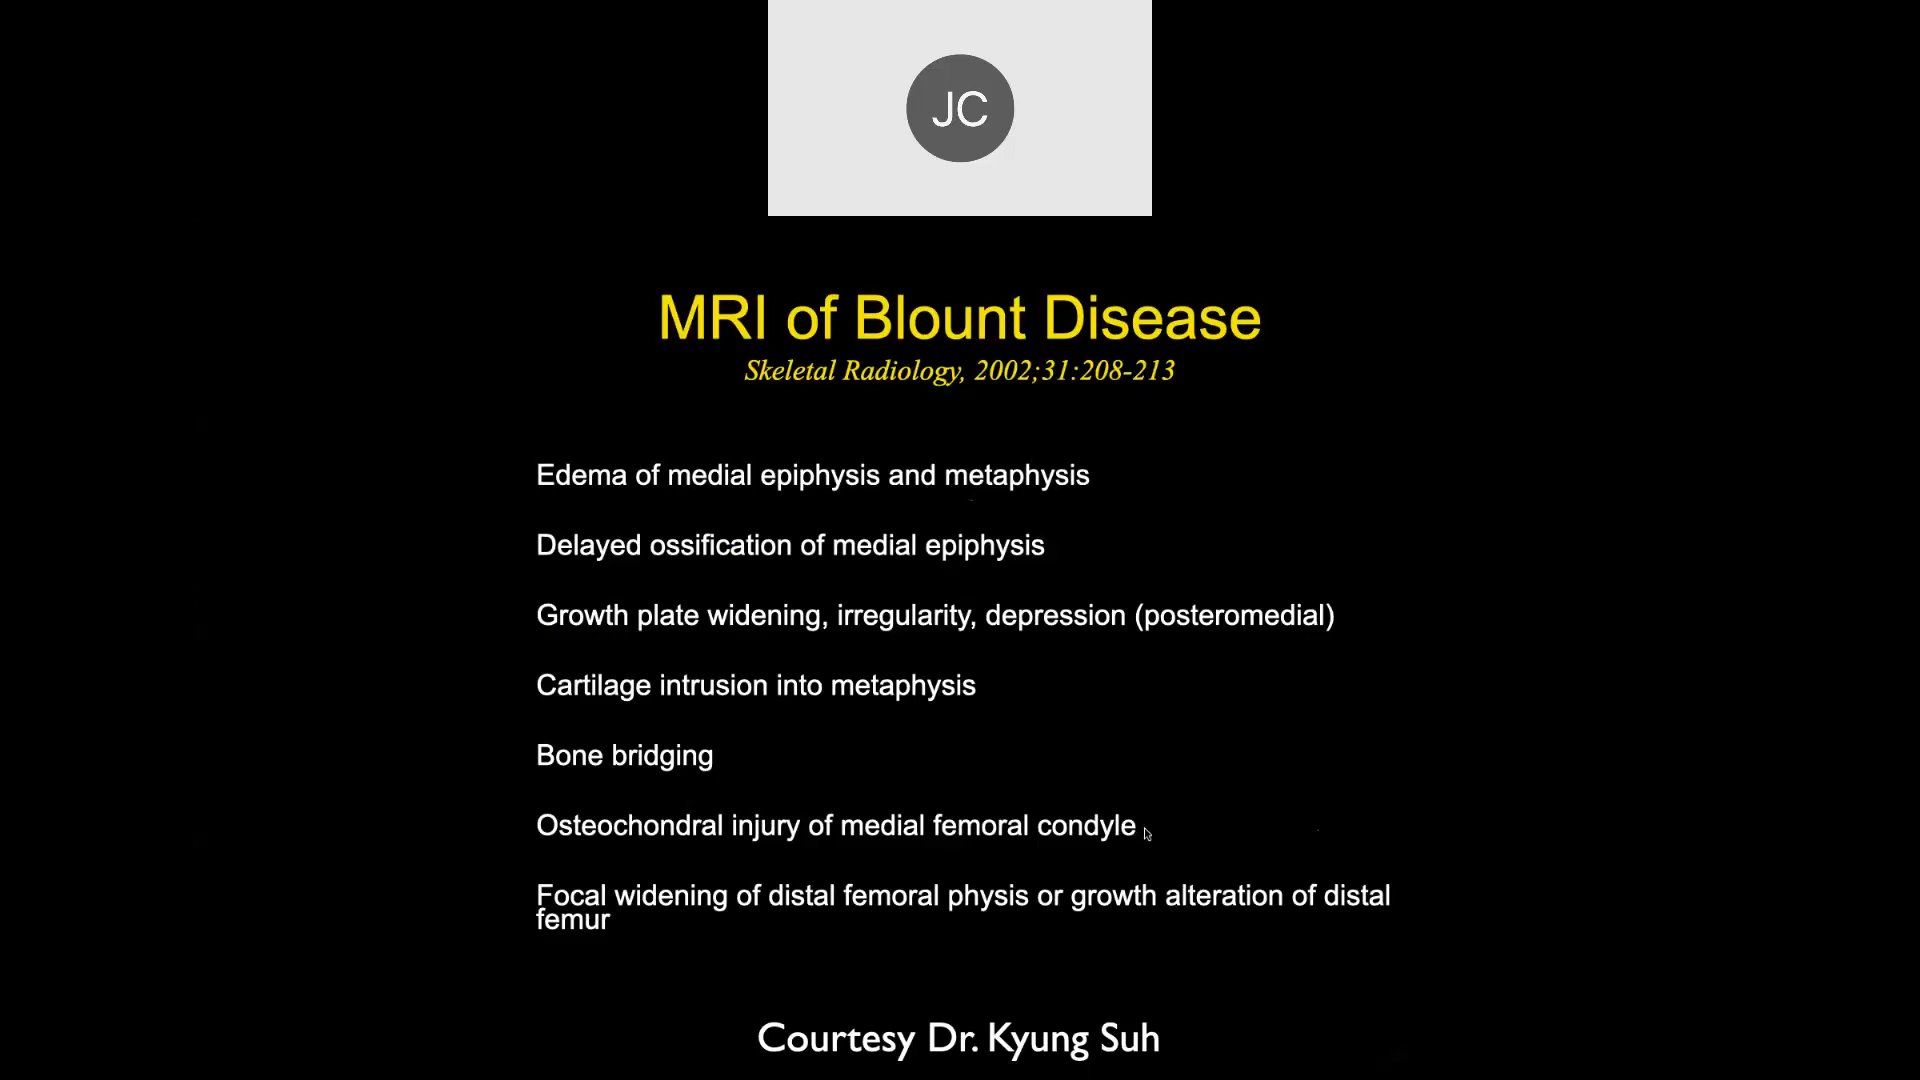 JC
MRI of Blount Disease
Skeletal Radiology, 2002;31:208-213
Edema of medial epiphysis and metaphysis
Delayed ossification of medial epiphysis
Growth plate widening, irregularity, depression (posteromedial)
Cartilage intrusion into metaphysis
Bone bridging
Osteochondral injury of medial femoral condyle
Focal widening of distal femoral physis or growth alteration of distal
femur
Courtesy Dr. Kyung Suh